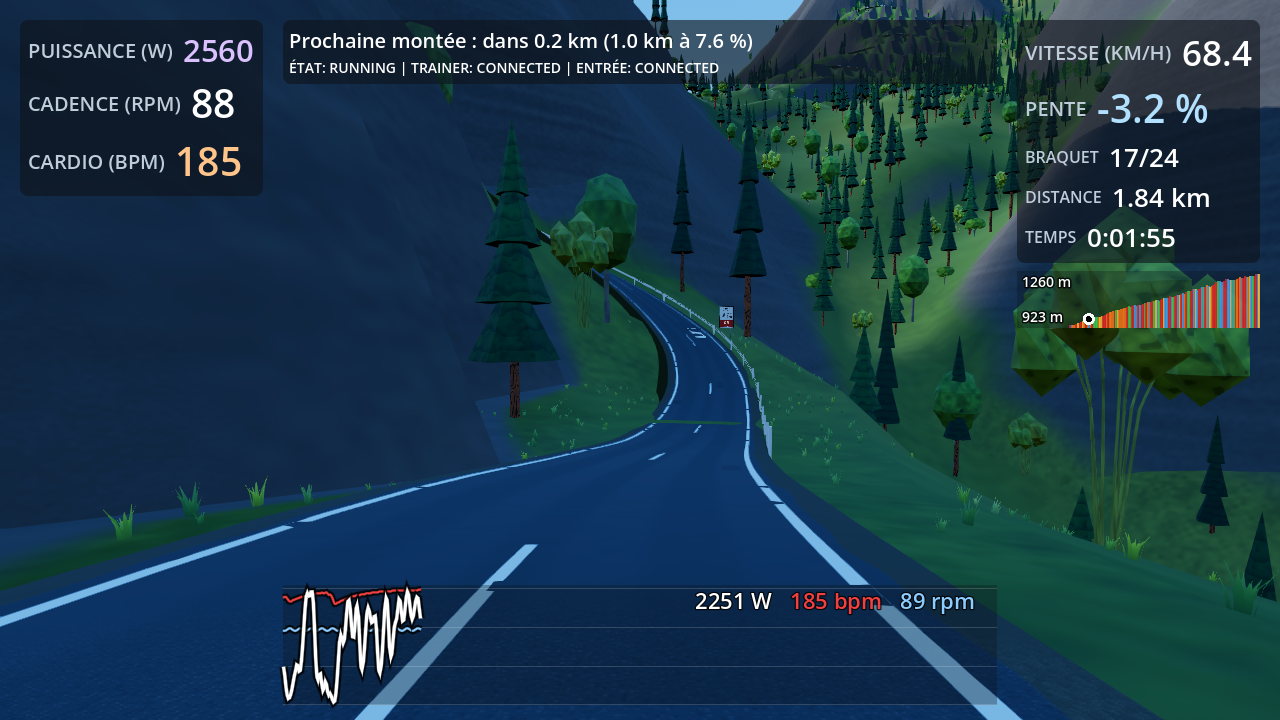 PUISSANCE (W) 2560
CADENCE (RPM) 88
CARDIO (BPM) 185
Prochaine montée : dans 0.2 km (1.0 km à 7.6 %)
ÉTAT: RUNNING | TRAINER: CONNECTED | ENTRÉE: CONNECTED
VITESSE (KM/H) 68.4
PENTE -3.2 %
BRAQUET 17/24
DISTANCE 1.84 km
TEMPS 0:01:55
1260 m
923 m
2251 W 185 bpm 89 rpm